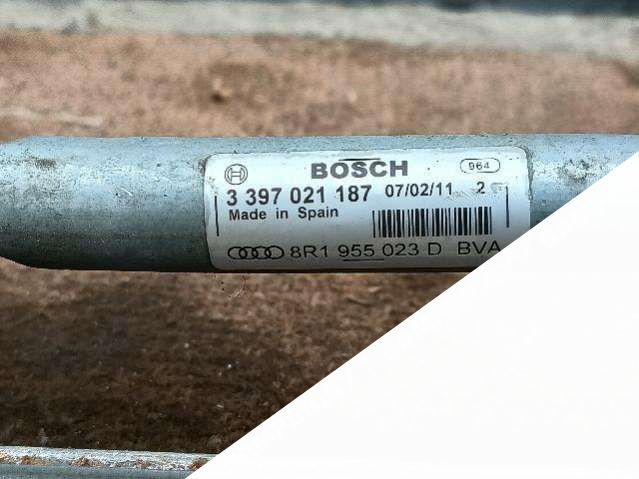 BOSCH 964
3 397 021 187 07/02/11 2
Made in Spain
8R1 955 023 D BVA